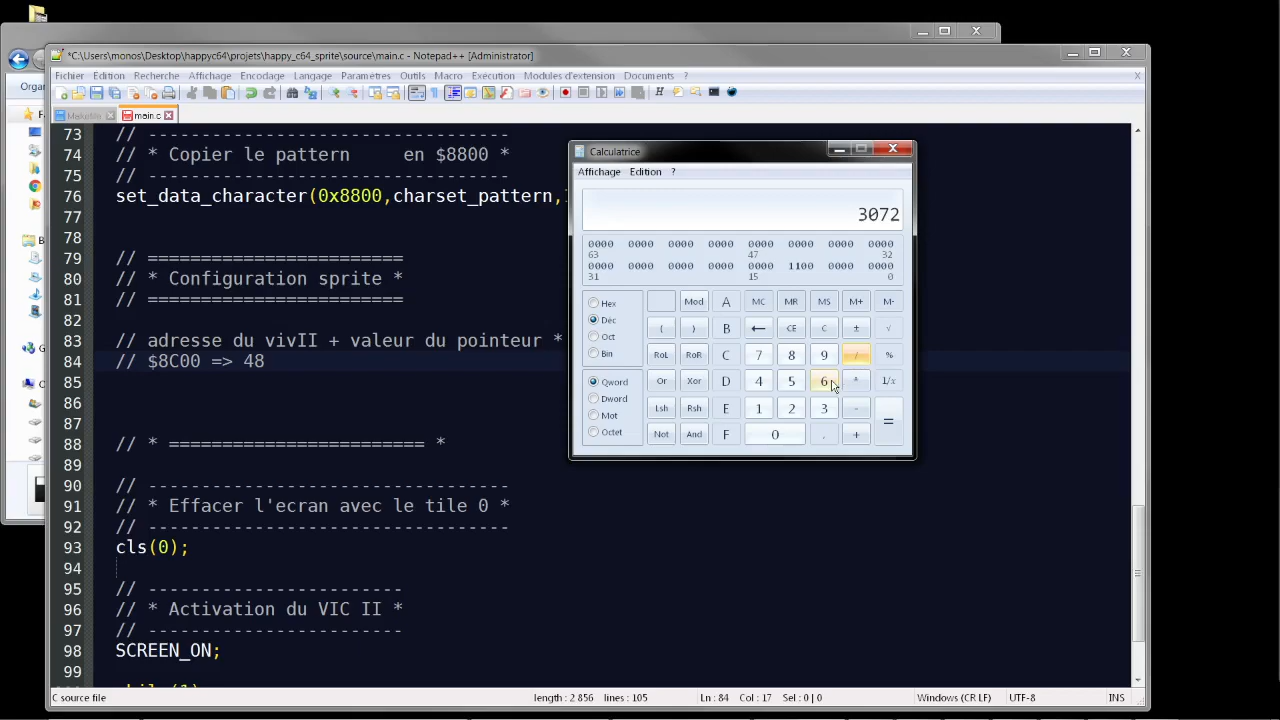 *C:\Users\monos\Desktop\happyc64\projets\happy_c64_sprite\source\main.c - Notepad++ [Administrator]
Fichier Edition Recherche Affichage Encodage Langage Paramètres Outils Macro Exécution Modules d'extension Documents ? X
Organ
Makefile main.c
73 // ----------------------------------
74 // * Copier le pattern en $8800 *
75 // ----------------------------------
76 set_data_character(0x8800,charset_pattern,
77
78
79 // ========================
80 // * Configuration sprite *
81 // ========================
82
83 // adresse du vivII + valeur du pointeur *
84 // $8C00 => 48
85
86
87
88 // * ======================== *
89
90 // ----------------------------------
91 // * Effacer l'ecran avec le tile 0 *
92 // ----------------------------------
93 cls(0);
94
95 // ------------------------
96 // * Activation du VIC II *
97 // ------------------------
98 SCREEN_ON;
99
Calculatrice
Affichage Edition ?
3072
0000 0000 0000 0000 0000 0000 0000 0000
63 47 32
0000 0000 0000 0000 0000 1100 0000 0000
31 15 0
Hex Mod A MC MR MS M+ M-
Déc ( ) B ← CE C ± √
Oct RoL RoR C 7 8 9 / %
Bin
Qword Or Xor D 4 5 6 * 1/x
Dword Lsh Rsh E 1 2 3 - =
Mot
Octet Not And F 0 , +
C source file length : 2 856 lines : 105 Ln : 84 Col : 17 Sel : 0 | 0 Windows (CR LF) UTF-8 INS